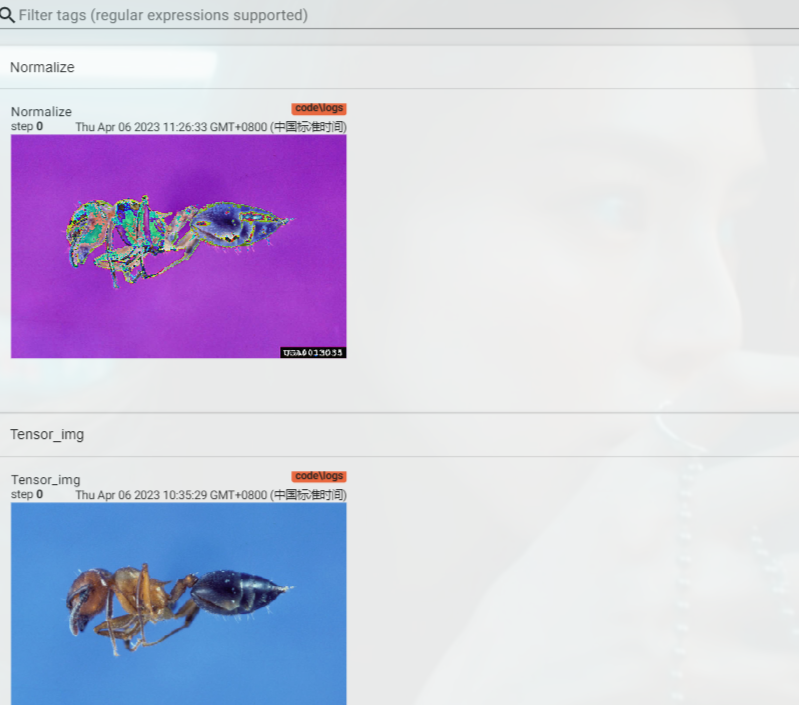 Filter tags (regular expressions supported)
Normalize
Normalize
code\logs
step 0
Thu Apr 06 2023 11:26:33 GMT+0800 (中国标准时间)
UGA0013035
Tensor_img
Tensor_img
code\logs
step 0
Thu Apr 06 2023 10:35:29 GMT+0800 (中国标准时间)